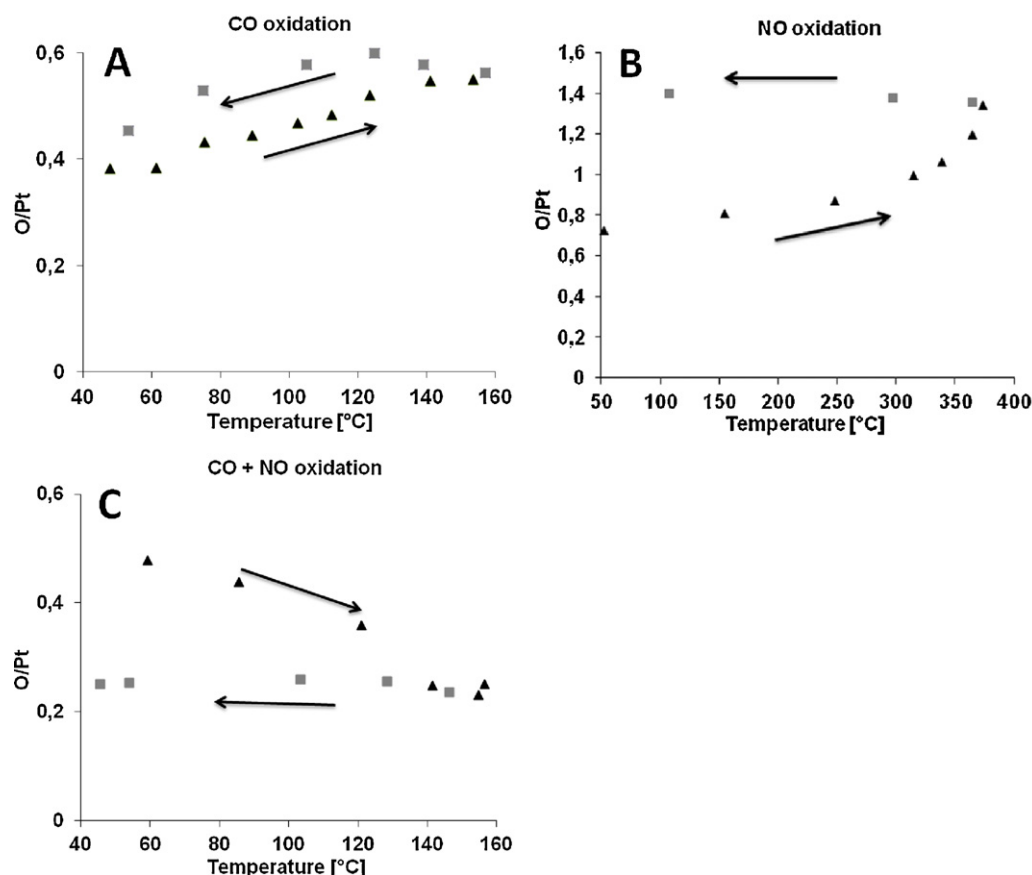 CO oxidation
A
0,6
0,4
0,2
0
O/Pt
40 60 80 100 120 140 160
Temperature [°C]
NO oxidation
B
1,6
1,4
1,2
1
0,8
0,6
0,4
0,2
0
O/Pt
50 100 150 200 250 300 350 400
Temperature [°C]
CO + NO oxidation
C
0,6
0,4
0,2
0
O/Pt
40 60 80 100 120 140 160
Temperature [°C]